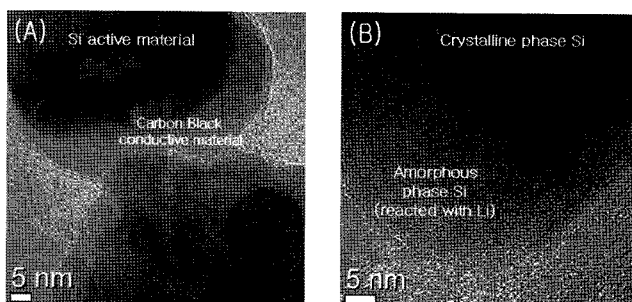 (A)
Si active material
Carbon Black
conductive material
5 nm
(B)
Crystalline phase Si
Amorphous
phase Si
(reacted with Li)
5 nm